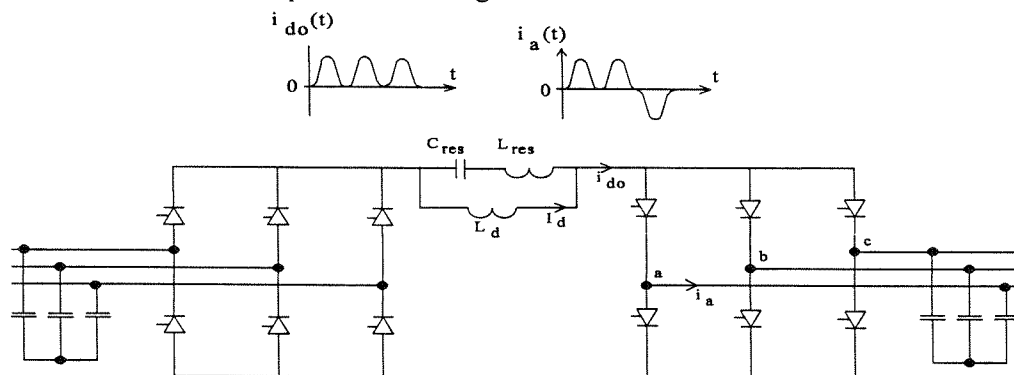 i do (t)
i a (t)
0 t
0 t
C res L res
i do
L d I d
a b c
i a